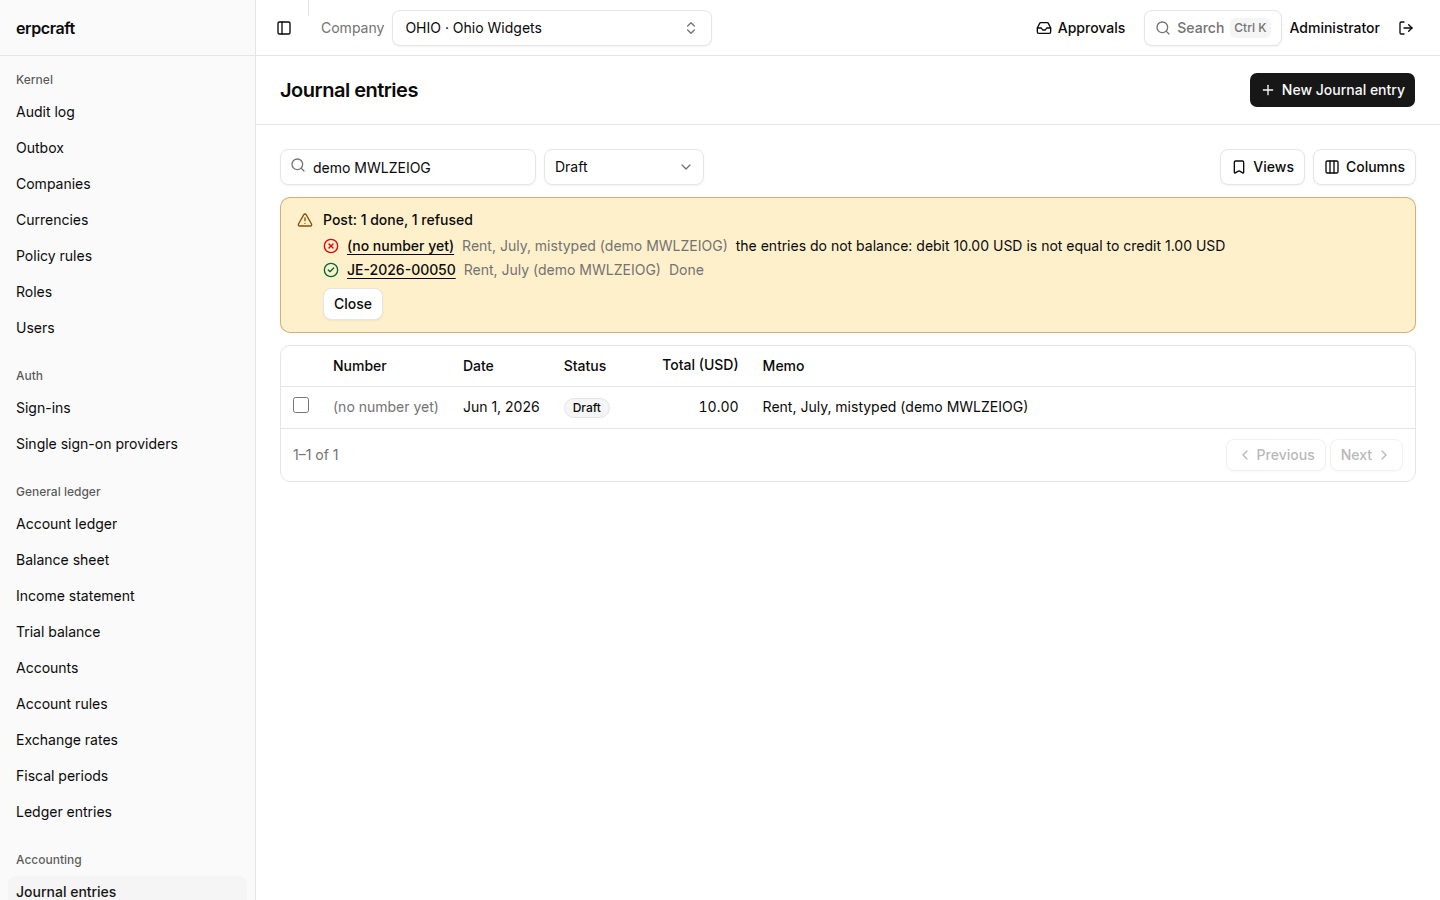 erpcraft
Company
OHIO · Ohio Widgets
Approvals
Search Ctrl K
Administrator
Kernel
Audit log
Outbox
Companies
Currencies
Policy rules
Roles
Users
Auth
Sign-ins
Single sign-on providers
General ledger
Account ledger
Balance sheet
Income statement
Trial balance
Accounts
Account rules
Exchange rates
Fiscal periods
Ledger entries
Accounting
Journal entries
Journal entries
New Journal entry
demo MWLZEIOG
Draft
Views
Columns
Post: 1 done, 1 refused
(no number yet) Rent, July, mistyped (demo MWLZEIOG) the entries do not balance: debit 10.00 USD is not equal to credit 1.00 USD
JE-2026-00050 Rent, July (demo MWLZEIOG) Done
Close
Number Date Status Total (USD) Memo
(no number yet) Jun 1, 2026 Draft 10.00 Rent, July, mistyped (demo MWLZEIOG)
1–1 of 1
Previous
Next